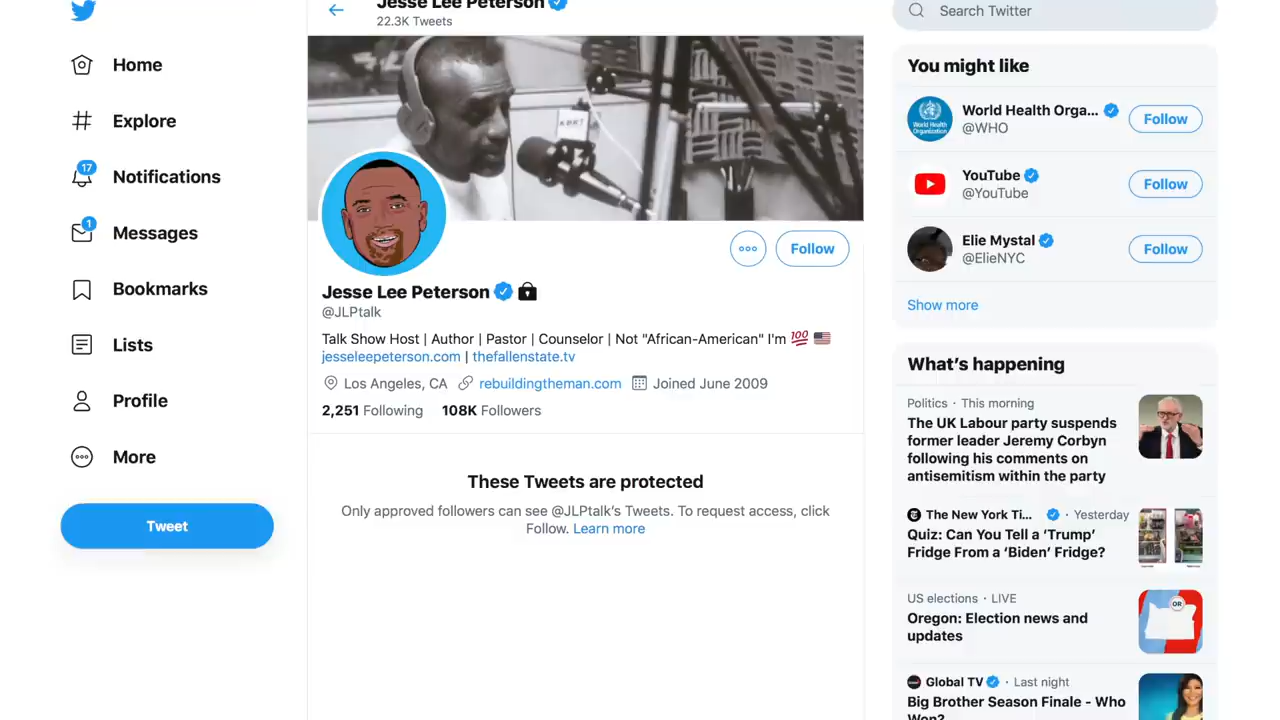 Jesse Lee Peterson
22.3K Tweets
Search Twitter
Home
Explore
17
Notifications
1
Messages
Bookmarks
Lists
Profile
More
Tweet
KDRT
Follow
Jesse Lee Peterson
@JLPtalk
Talk Show Host | Author | Pastor | Counselor | Not "African-American" I'm 💯 🇺🇸
jesseleepeterson.com | thefallenstate.tv
Los Angeles, CA rebuildingtheman.com Joined June 2009
2,251 Following 108K Followers
These Tweets are protected
Only approved followers can see @JLPtalk's Tweets. To request access, click
Follow. Learn more
You might like
World Health Organization
World Health Orga...
@WHO
Follow
YouTube
@YouTube
Follow
Elie Mystal
@ElieNYC
Follow
Show more
What's happening
Politics · This morning
The UK Labour party suspends
former leader Jeremy Corbyn
following his comments on
antisemitism within the party
The New York Ti... · Yesterday
Quiz: Can You Tell a 'Trump'
Fridge From a 'Biden' Fridge?
US elections · LIVE
Oregon: Election news and
updates
OR
Global TV · Last night
Big Brother Season Finale - Who
Won?